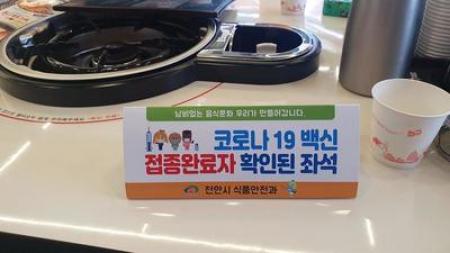 낭비없는 음식문화 우리가 만들어갑니다.
코로나 19 백신
접종완료자 확인된 좌석
천안시 식품안전과